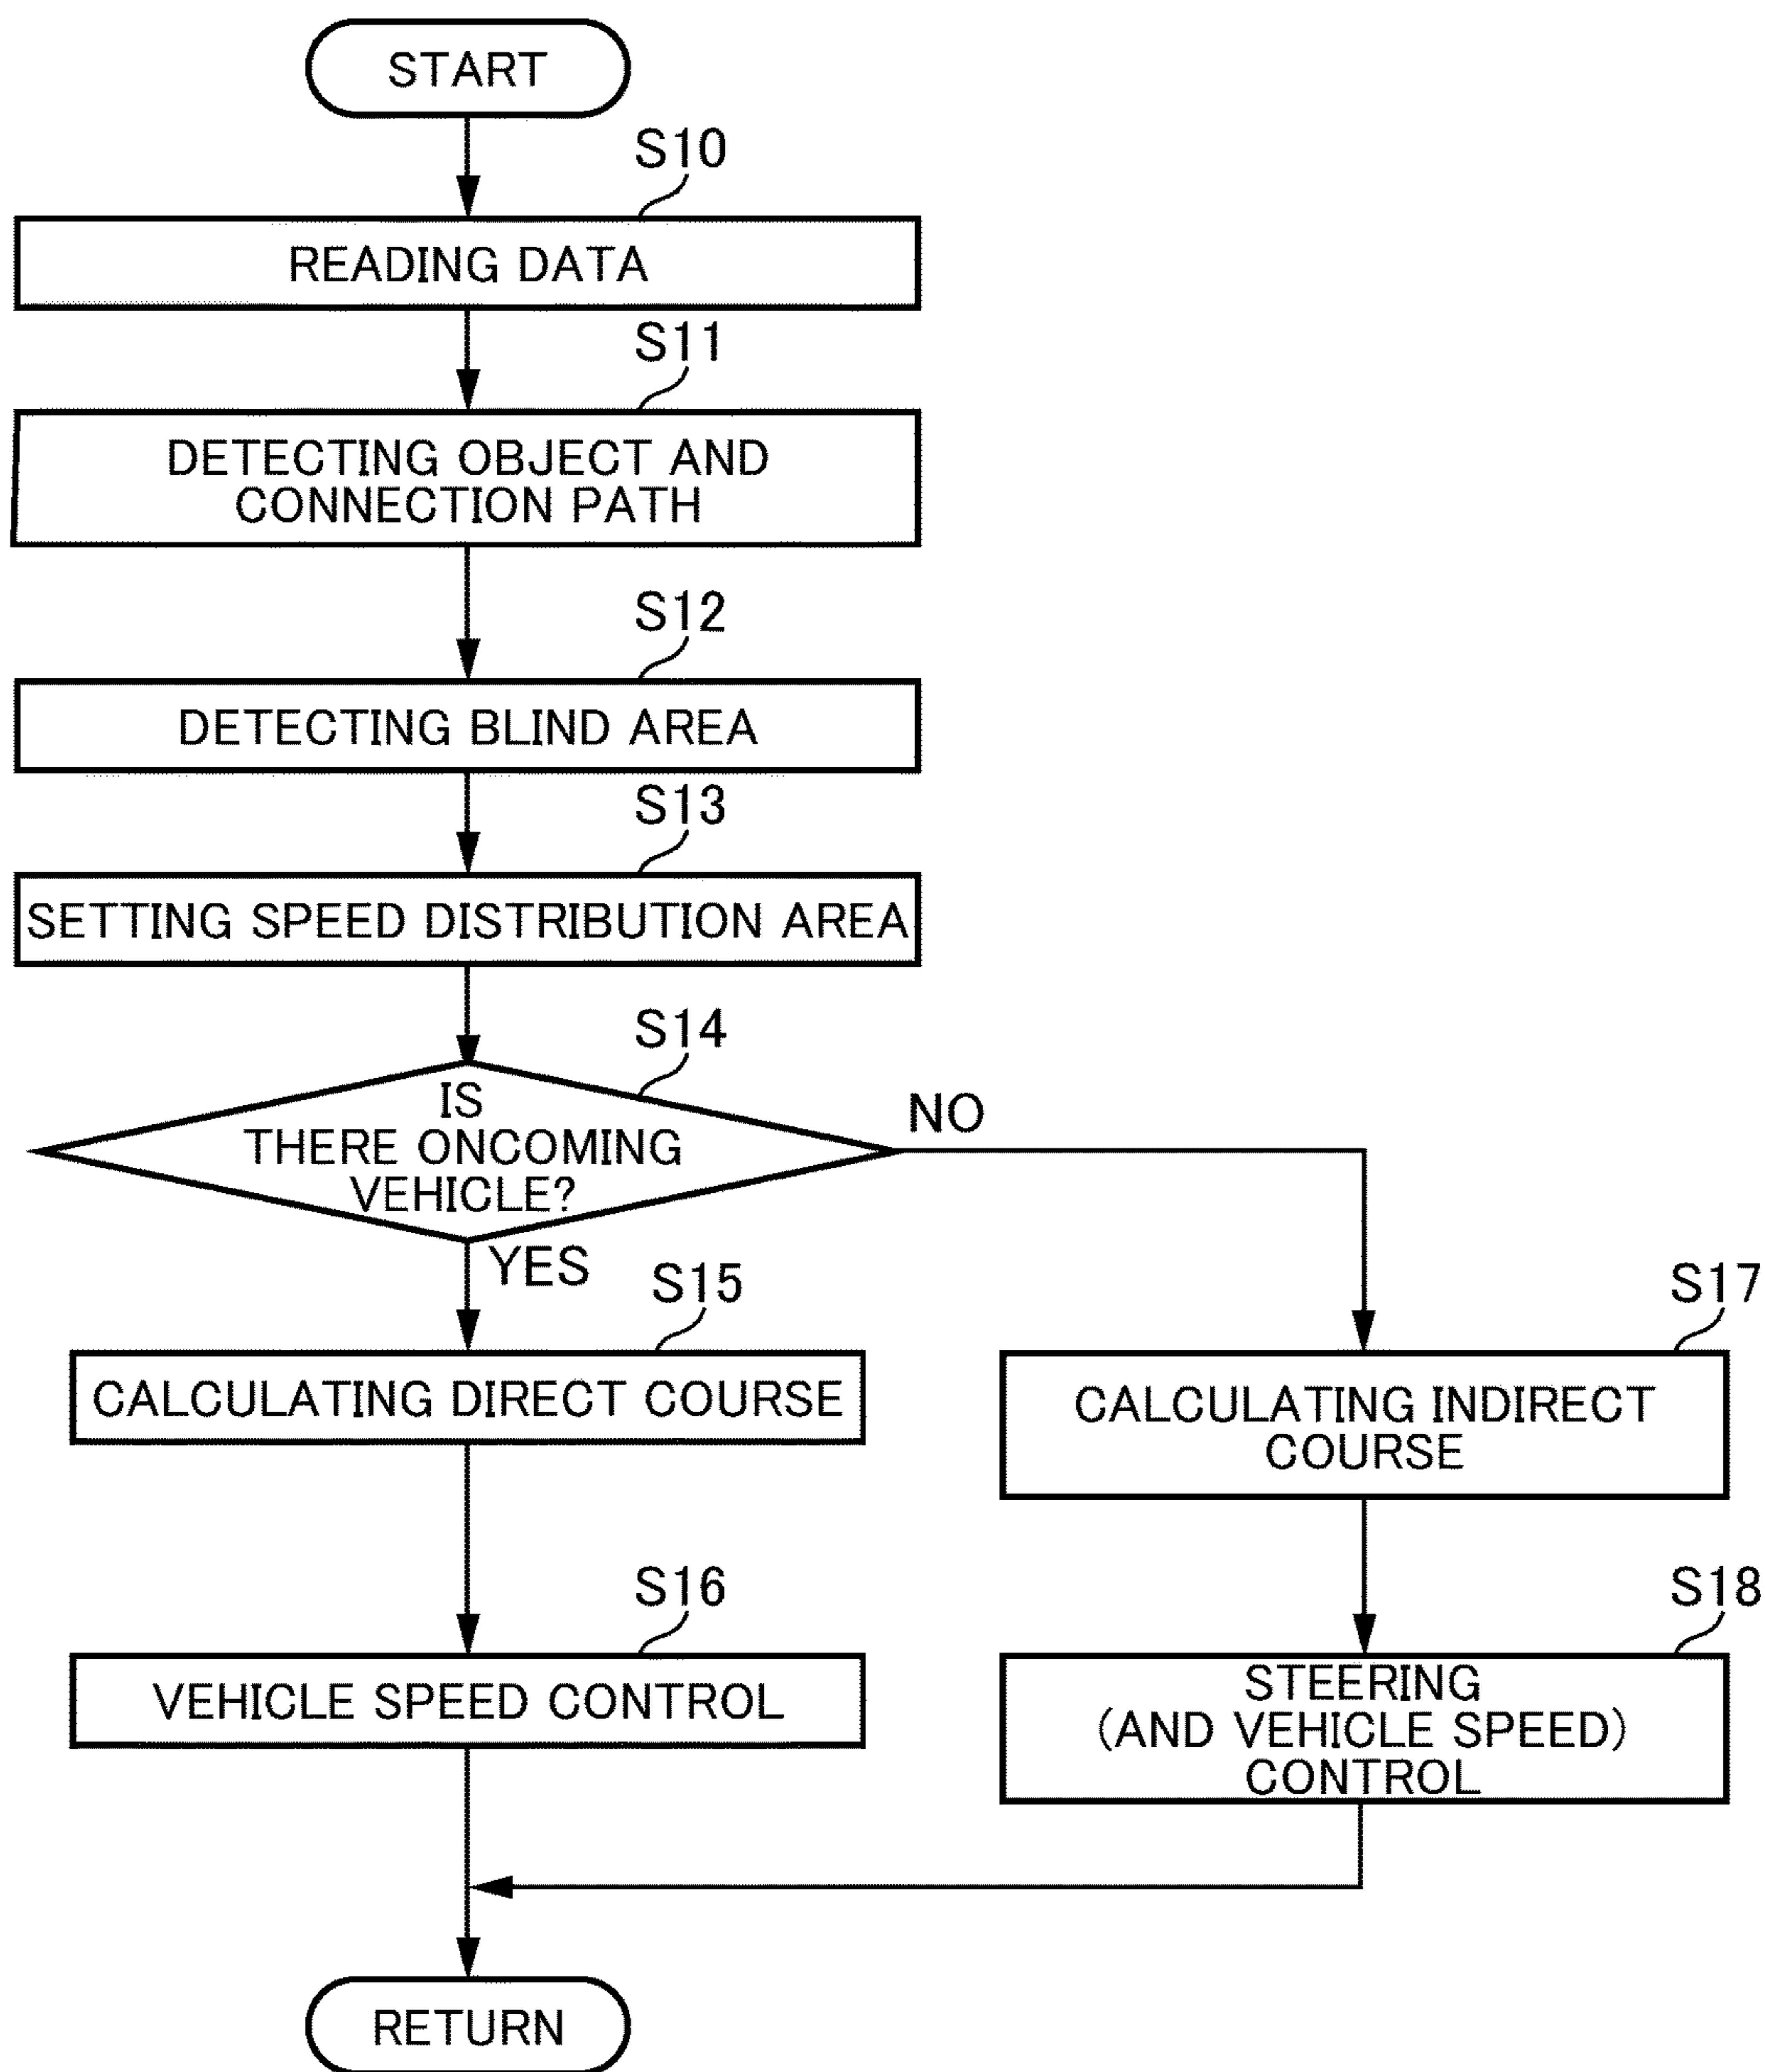 START
S10
READING DATA
S11
DETECTING OBJECT AND
CONNECTION PATH
S12
DETECTING BLIND AREA
S13
SETTING SPEED DISTRIBUTION AREA
S14
IS
THERE ONCOMING
VEHICLE?
NO
YES
S15
CALCULATING DIRECT COURSE
S17
CALCULATING INDIRECT
COURSE
S16
VEHICLE SPEED CONTROL
S18
STEERING
(AND VEHICLE SPEED)
CONTROL
RETURN